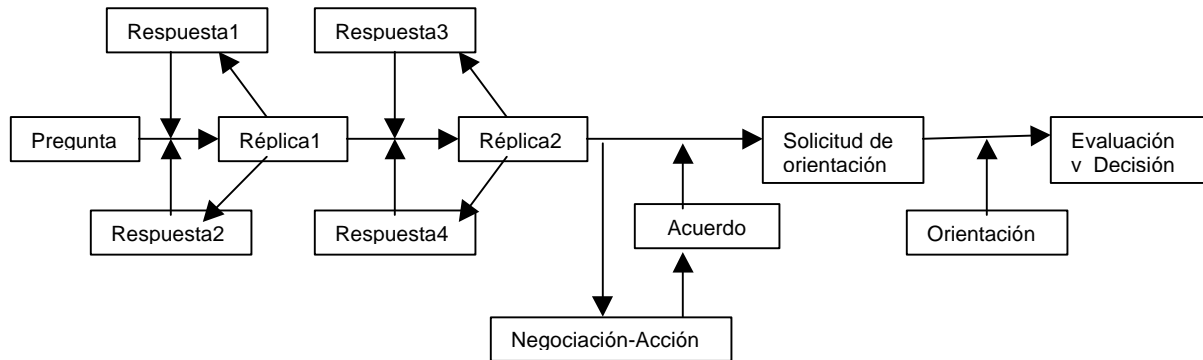 Respuesta1
Respuesta3
Pregunta
Réplica1
Réplica2
Solicitud de
orientación
Evaluación
v Decisión
Respuesta2
Respuesta4
Acuerdo
Orientación
Negociación-Acción